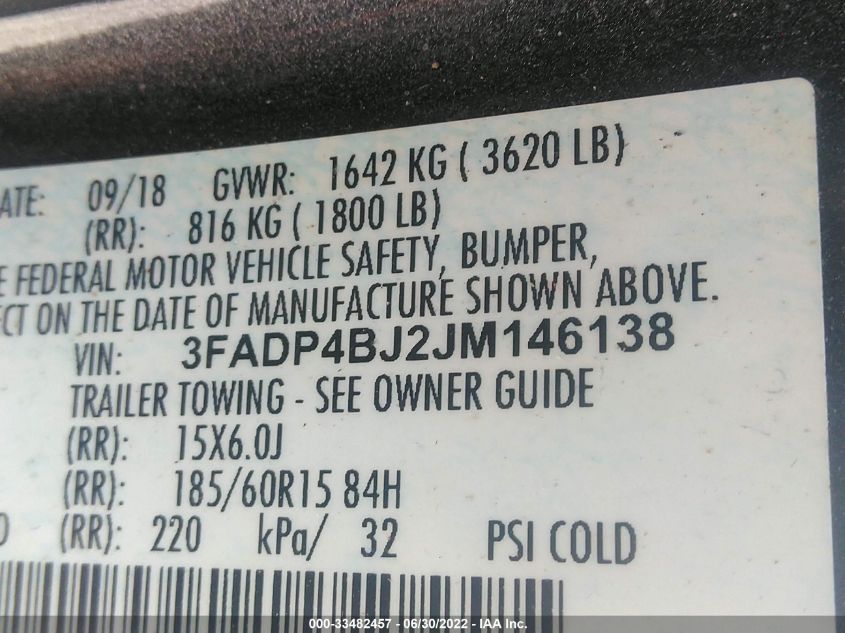 ATE: 09/18 GVWR: 1642 KG ( 3620 LB)
(RR): 816 KG ( 1800 LB)
E FEDERAL MOTOR VEHICLE SAFETY, BUMPER,
ECT ON THE DATE OF MANUFACTURE SHOWN ABOVE.
VIN: 3FADP4BJ2JM146138
TRAILER TOWING - SEE OWNER GUIDE
(RR): 15X6.0J
(RR): 185/60R15 84H
(RR): 220 kPa/ 32 PSI COLD
000-33482457 - 06/30/2022 - IAA Inc.